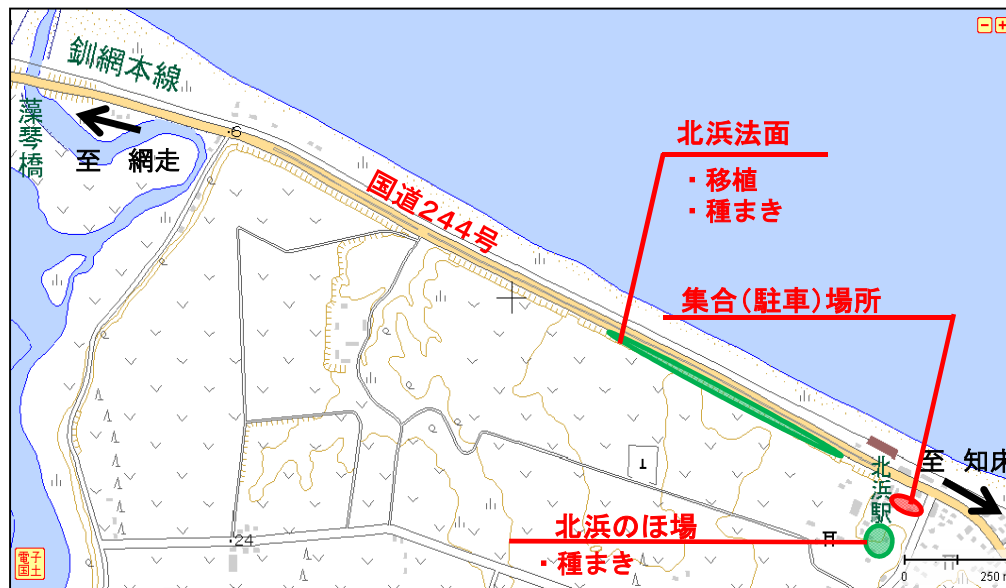 釧網本線
藻琴橋
至 網走
・6
国道244号
北浜法面
・移植
・種まき
集合(駐車)場所
至 知床
北浜駅
北浜のほ場
・種まき
・24
電子国土
0 250